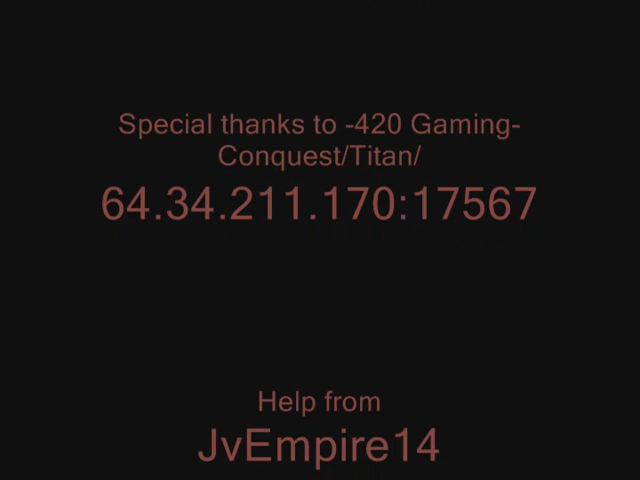 Special thanks to -420 Gaming-
Conquest/Titan/
64.34.211.170:17567
Help from
JvEmpire14